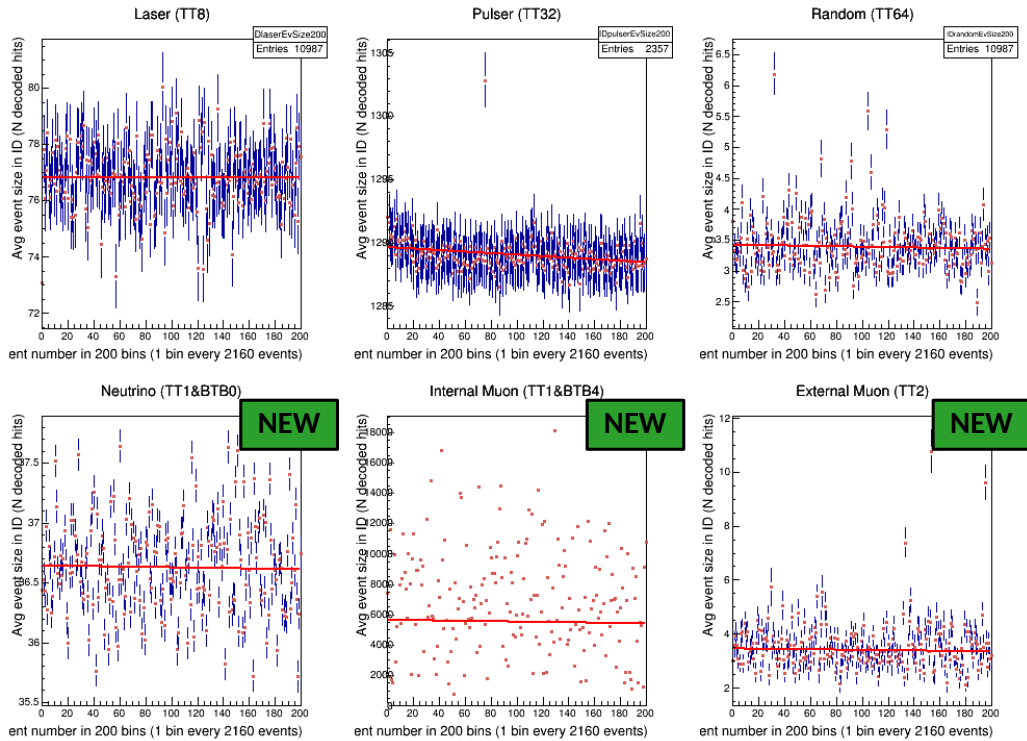 Laser (TT8)
DlaserEvSize200
Entries 10987
Avg event size in ID (N decoded hits)
80
78
76
74
72
0 20 40 60 80 100 120 140 160 180 200
ent number in 200 bins (1 bin every 2160 events)
Pulser (TT32)
IDpulserEvSize200
Entries 2357
Avg event size in ID (N decoded hits)
1305
1300
1295
1290
1285
0 20 40 60 80 100 120 140 160 180 200
ent number in 200 bins (1 bin every 2160 events)
Random (TT64)
IDrandomEvSize200
Entries 10987
Avg event size in ID (N decoded hits)
6.5
6
5.5
5
4.5
4
3.5
3
2.5
0 20 40 60 80 100 120 140 160 180 200
ent number in 200 bins (1 bin every 2160 events)
Neutrino (TT1&BTB0)
NEW
Avg event size in ID (N decoded hits)
37.5
37
36.5
36
35.5
0 20 40 60 80 100 120 140 160 180 200
ent number in 200 bins (1 bin every 2160 events)
Internal Muon (TT1&BTB4)
NEW
Avg event size in ID (N decoded hits)
18000
16000
14000
12000
10000
8000
6000
4000
2000
0
0 20 40 60 80 100 120 140 160 180 200
ent number in 200 bins (1 bin every 2160 events)
External Muon (TT2)
NEW
Avg event size in ID (N decoded hits)
12
10
8
6
4
2
0 20 40 60 80 100 120 140 160 180 200
ent number in 200 bins (1 bin every 2160 events)